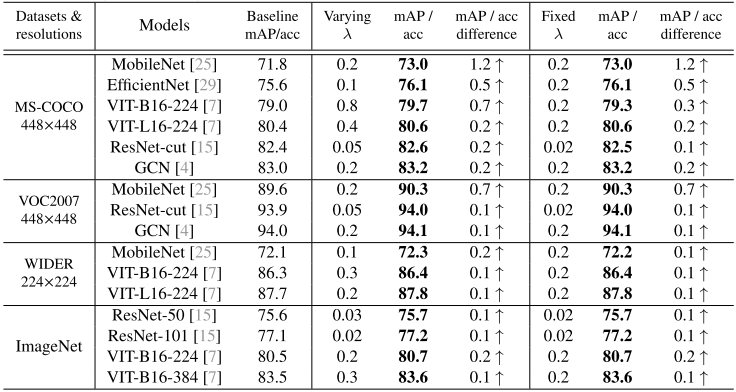 Datasets & resolutions Models Baseline mAP/acc Varying λ mAP / acc mAP / acc difference Fixed λ mAP / acc mAP / acc difference
MS-COCO 448×448
MobileNet [25] 71.8 0.2 73.0 1.2 ↑ 0.2 73.0 1.2 ↑
EfficientNet [29] 75.6 0.1 76.1 0.5 ↑ 0.2 76.1 0.5 ↑
VIT-B16-224 [7] 79.0 0.8 79.7 0.7 ↑ 0.2 79.3 0.3 ↑
VIT-L16-224 [7] 80.4 0.4 80.6 0.2 ↑ 0.2 80.6 0.2 ↑
ResNet-cut [15] 82.4 0.05 82.6 0.2 ↑ 0.02 82.5 0.1 ↑
GCN [4] 83.0 0.2 83.2 0.2 ↑ 0.2 83.2 0.2 ↑
VOC2007 448×448
MobileNet [25] 89.6 0.2 90.3 0.7 ↑ 0.2 90.3 0.7 ↑
ResNet-cut [15] 93.9 0.05 94.0 0.1 ↑ 0.02 94.0 0.1 ↑
GCN [4] 94.0 0.2 94.1 0.1 ↑ 0.2 94.1 0.1 ↑
WIDER 224×224
MobileNet [25] 72.1 0.1 72.3 0.2 ↑ 0.2 72.2 0.1 ↑
VIT-B16-224 [7] 86.3 0.3 86.4 0.1 ↑ 0.2 86.4 0.1 ↑
VIT-L16-224 [7] 87.7 0.2 87.8 0.1 ↑ 0.2 87.8 0.1 ↑
ImageNet
ResNet-50 [15] 75.6 0.03 75.7 0.1 ↑ 0.02 75.7 0.1 ↑
ResNet-101 [15] 77.1 0.02 77.2 0.1 ↑ 0.02 77.2 0.1 ↑
VIT-B16-224 [7] 80.5 0.2 80.7 0.2 ↑ 0.2 80.7 0.2 ↑
VIT-B16-384 [7] 83.5 0.3 83.6 0.1 ↑ 0.2 83.6 0.1 ↑